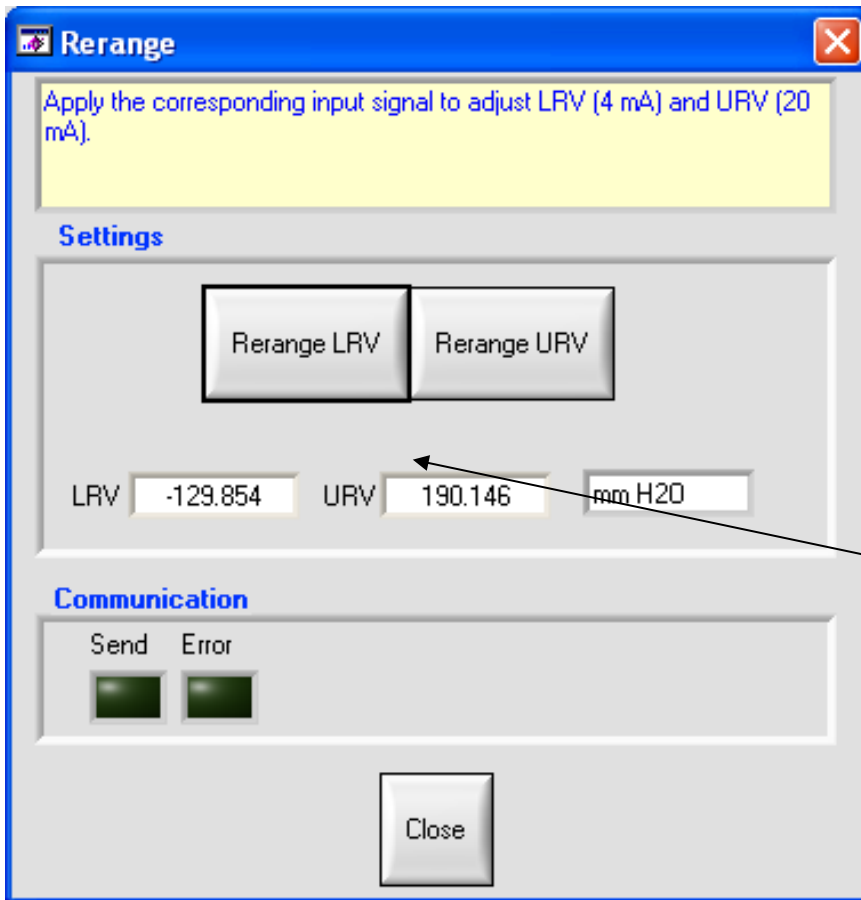 Rerange
Apply the corresponding input signal to adjust LRV (4 mA) and URV (20
mA).
Settings
Rerange LRV Rerange URV
LRV -129.854 URV 190.146 mm H2O
Communication
Send Error
Close